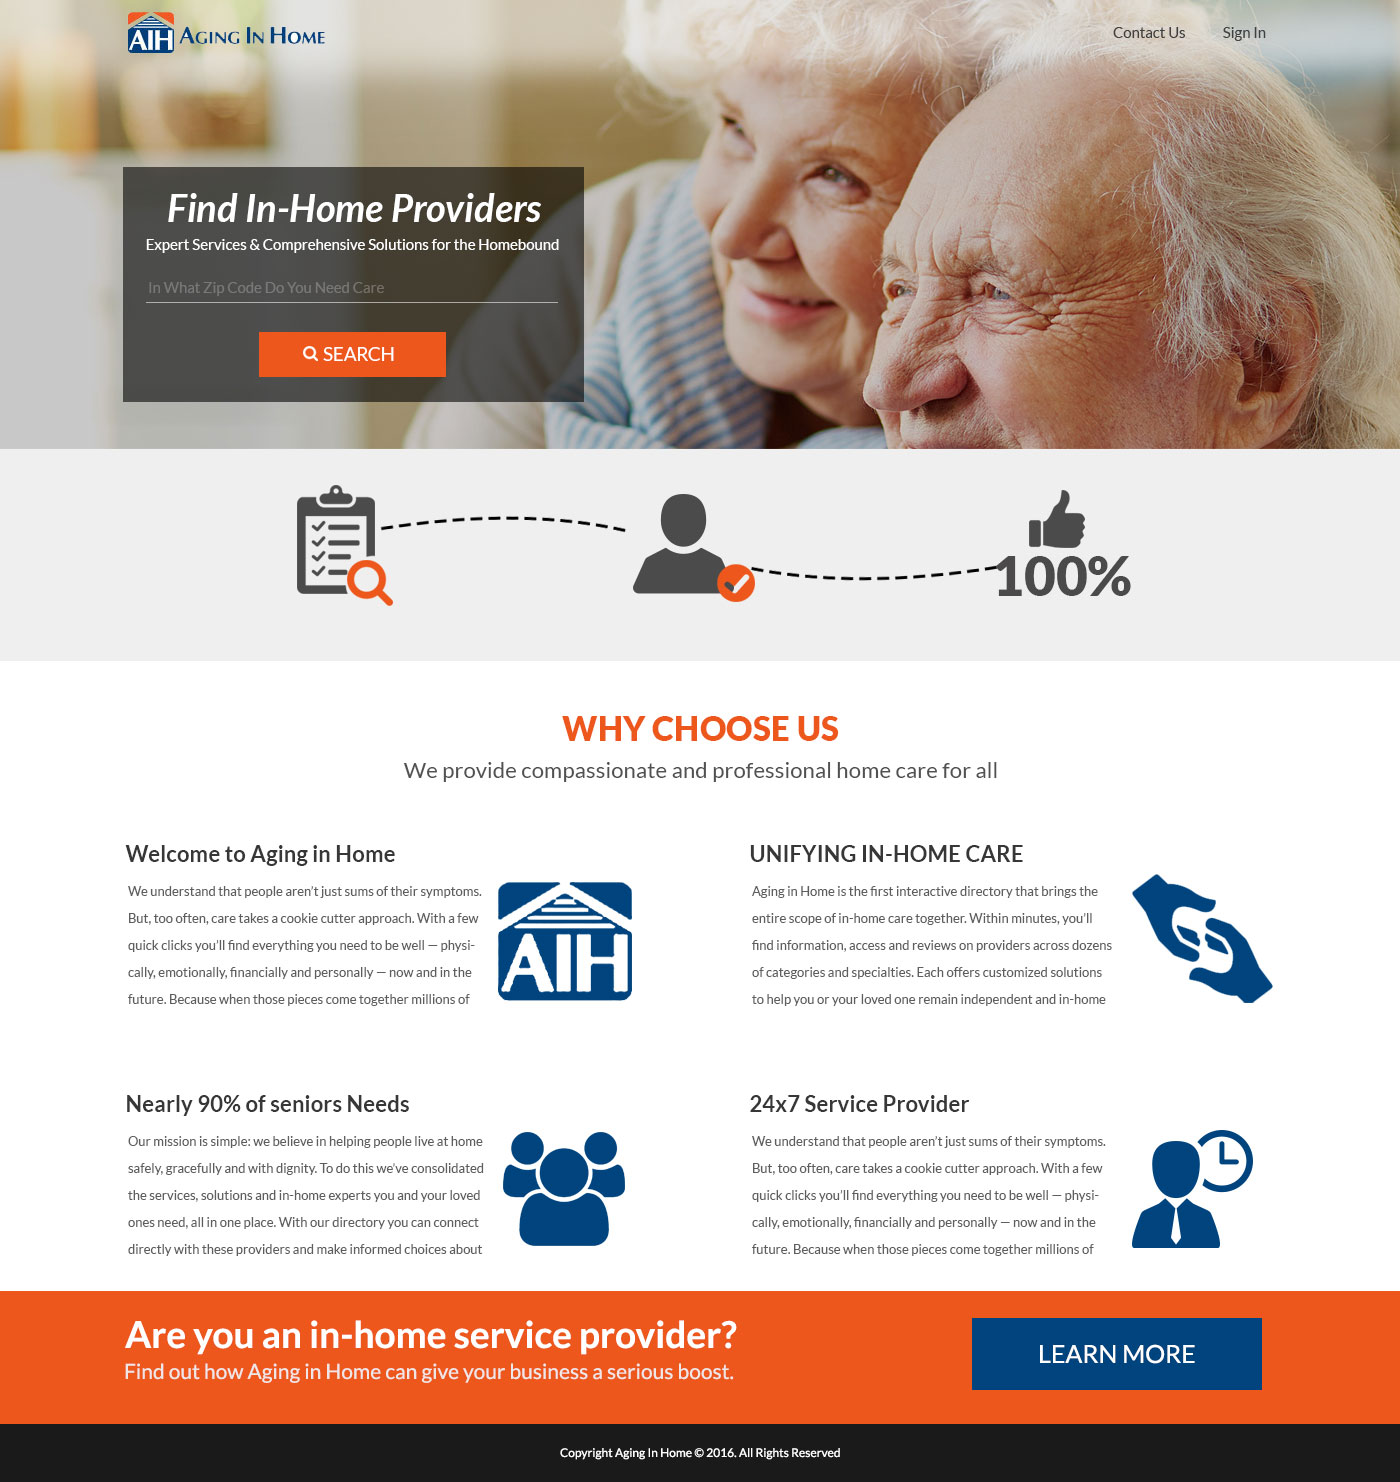 AIH AGING IN HOME
Contact Us
Sign In
Find In-Home Providers
Expert Services & Comprehensive Solutions for the Homebound
In What Zip Code Do You Need Care
SEARCH
100%
WHY CHOOSE US
We provide compassionate and professional home care for all
Welcome to Aging in Home
We understand that people aren’t just sums of their symptoms.
But, too often, care takes a cookie cutter approach. With a few
quick clicks you’ll find everything you need to be well — physi-
cally, emotionally, financially and personally — now and in the
future. Because when those pieces come together millions of
AIH
UNIFYING IN-HOME CARE
Aging in Home is the first interactive directory that brings the
entire scope of in-home care together. Within minutes, you’ll
find information, access and reviews on providers across dozens
of categories and specialties. Each offers customized solutions
to help you or your loved one remain independent and in-home
Nearly 90% of seniors Needs
Our mission is simple: we believe in helping people live at home
safely, gracefully and with dignity. To do this we’ve consolidated
the services, solutions and in-home experts you and your loved
ones need, all in one place. With our directory you can connect
directly with these providers and make informed choices about
24x7 Service Provider
We understand that people aren’t just sums of their symptoms.
But, too often, care takes a cookie cutter approach. With a few
quick clicks you’ll find everything you need to be well — physi-
cally, emotionally, financially and personally — now and in the
future. Because when those pieces come together millions of
Are you an in-home service provider?
Find out how Aging in Home can give your business a serious boost.
LEARN MORE
Copyright Aging In Home © 2016. All Rights Reserved